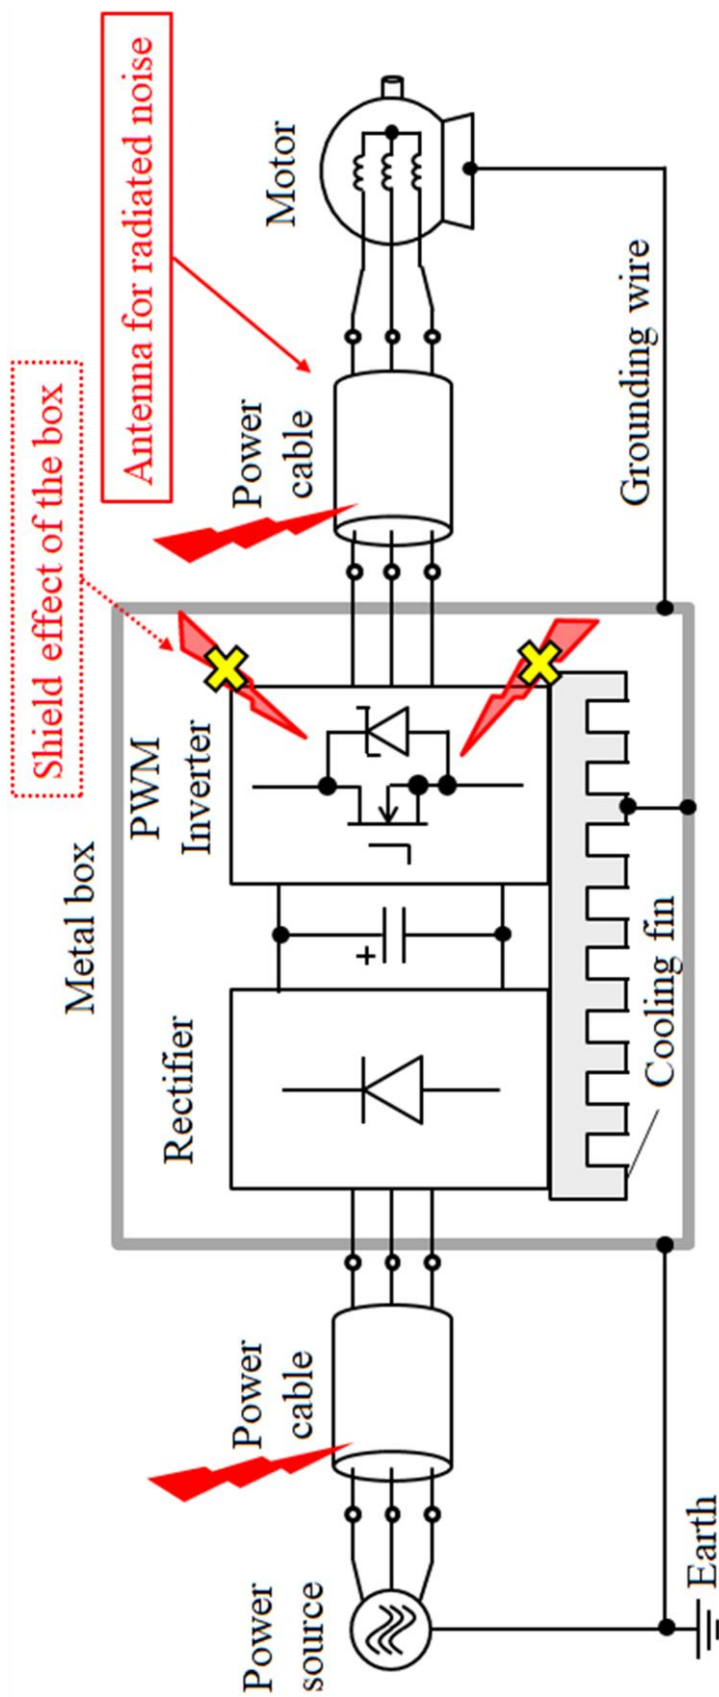 Shield effect of the box
Antenna for radiated noise
Metal box
PWM
Inverter
Rectifier
Motor
Power
cable
Power
cable
Power
source
+
Cooling fin
Grounding wire
Earth